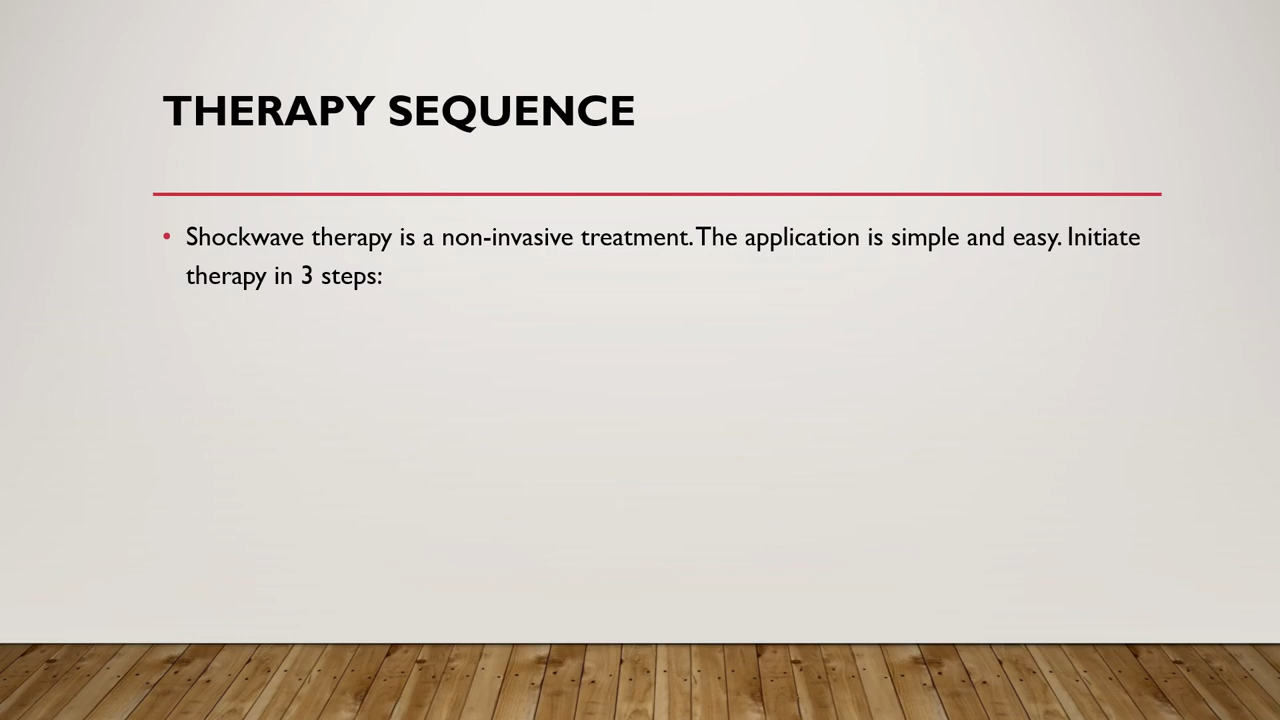 THERAPY SEQUENCE
• Shockwave therapy is a non-invasive treatment. The application is simple and easy. Initiate
therapy in 3 steps: